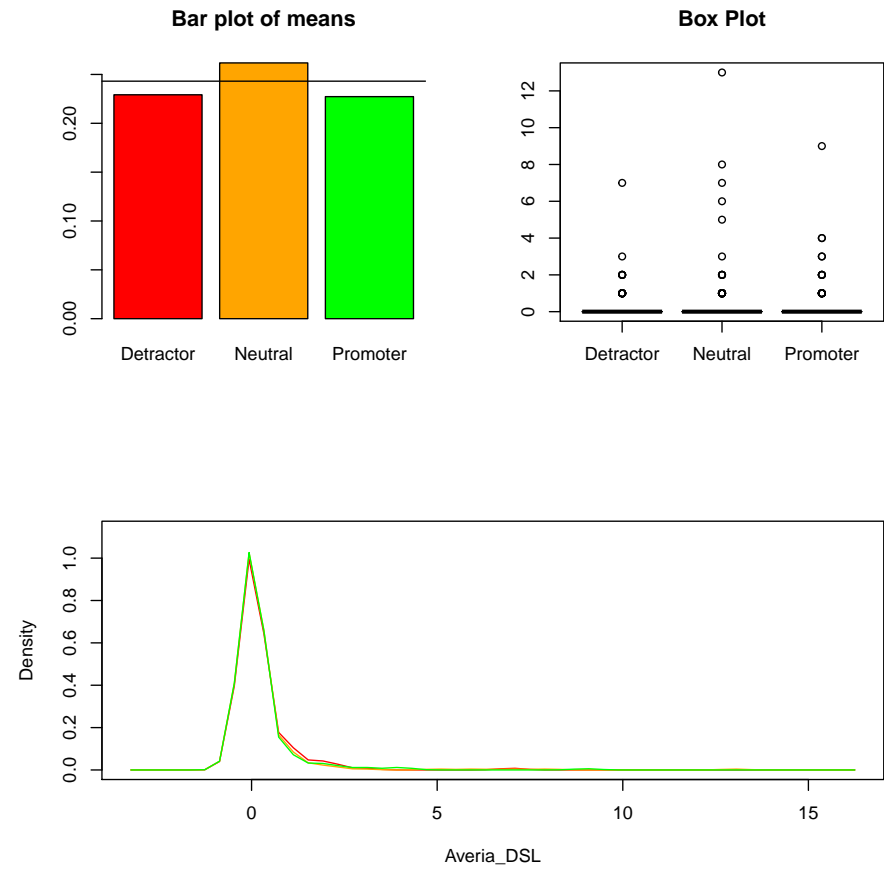 Bar plot of means
0.00
0.10
0.20
Detractor Neutral Promoter
Box Plot
0 2 4 6 8 10 12
Detractor Neutral Promoter
Density
0.0 0.2 0.4 0.6 0.8 1.0
0 5 10 15
Averia_DSL